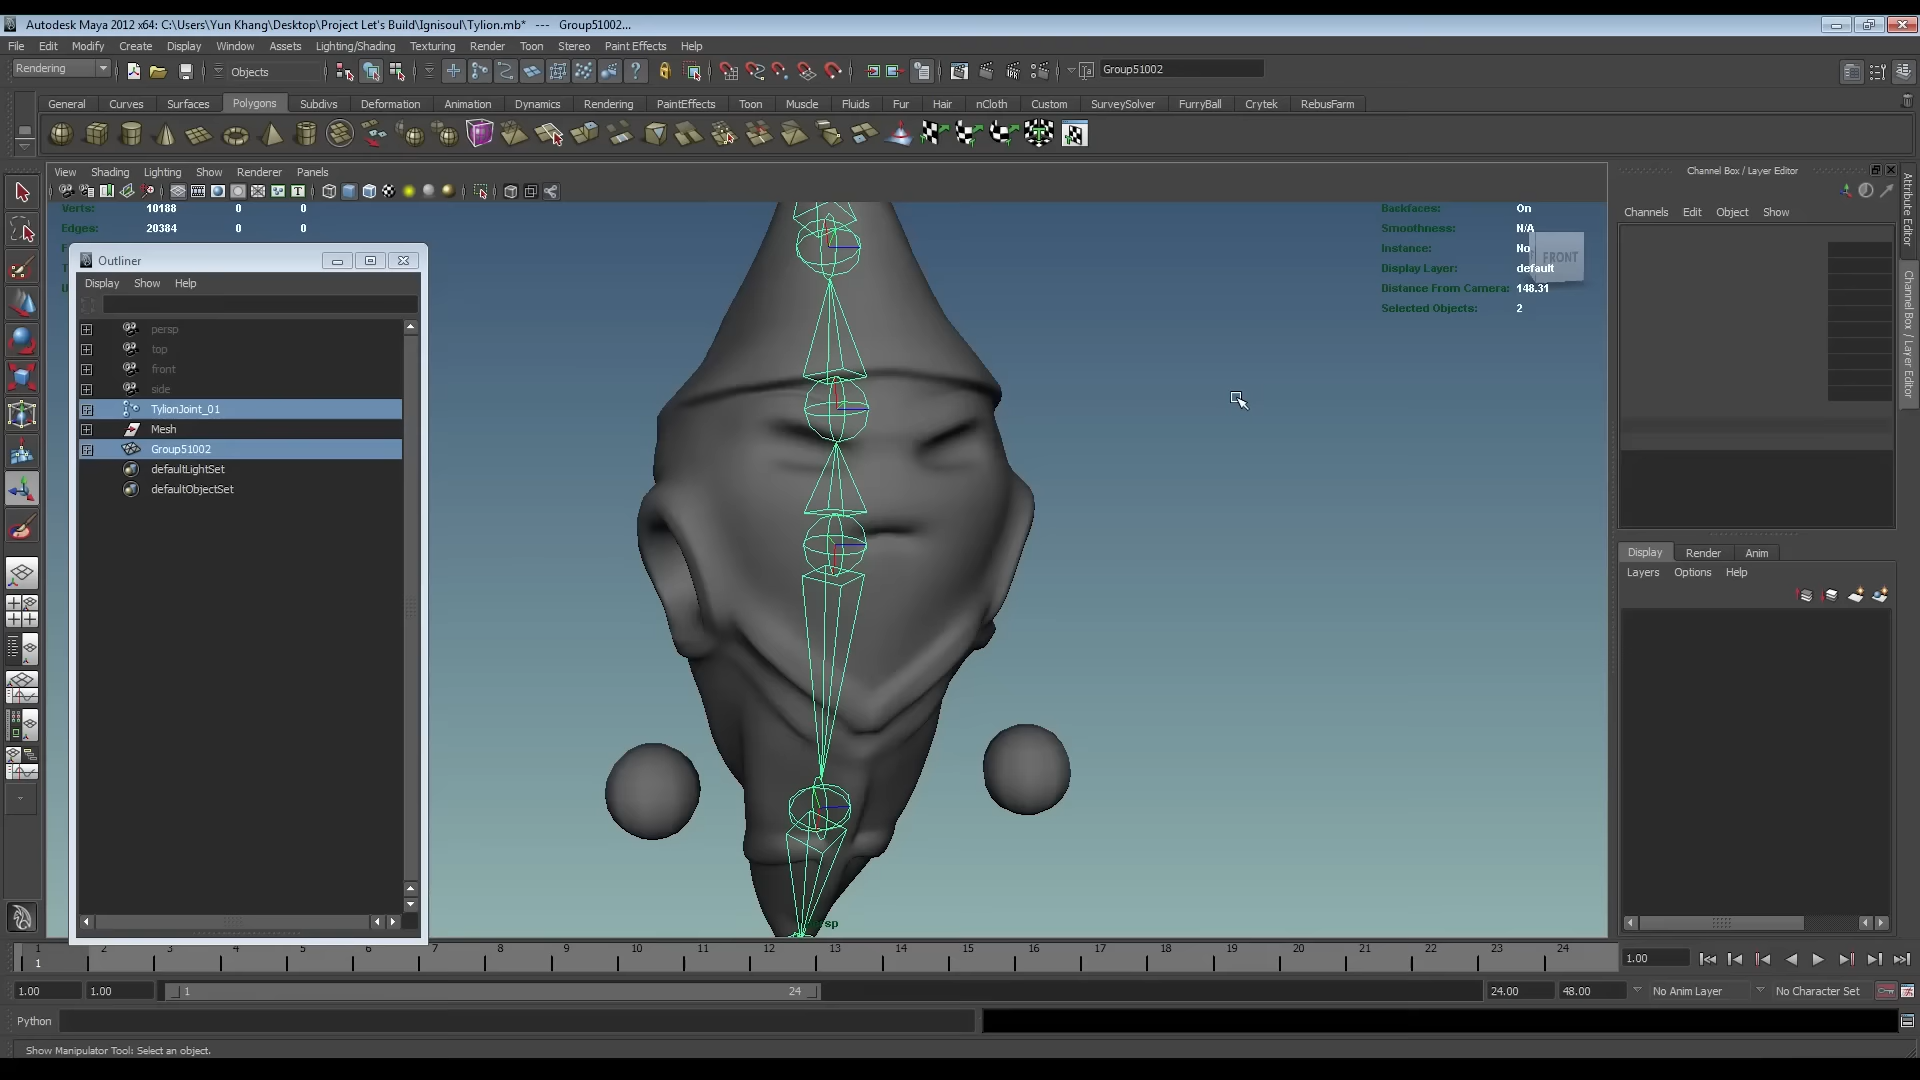 Autodesk Maya 2012 x64: C:\Users\Yun Khang\Desktop\Project Let's Build\Ignisoul\Tylion.mb* --- Group51002...
File Edit Modify Create Display Window Assets Lighting/Shading Texturing Render Toon Stereo Paint Effects Help
Rendering Objects Group51002
General Curves Surfaces Polygons Subdivs Deformation Animation Dynamics Rendering PaintEffects Toon Muscle Fluids Fur Hair nCloth Custom SurveySolver FurryBall Crytek RebusFarm
View Shading Lighting Show Renderer Panels
Channel Box / Layer Editor
Channels Edit Object Show
Attribute Editor
Channel Box / Layer Editor
Verts: 10188 0 0
Edges: 20384 0 0
Backfaces: On
Smoothness: N/A
Instance: No
Display Layer: default
Distance From Camera: 148.31
Selected Objects: 2
FRONT
Outliner
Display Show Help
persp
top
front
side
TylionJoint_01
Mesh
Group51002
defaultLightSet
defaultObjectSet
Display Render Anim
Layers Options Help
1 2 3 4 5 6 7 8 9 10 11 12 13 14 15 16 17 18 19 20 21 22 23 24
1
1.00
1.00 1.00 1 24 24.00 48.00 No Anim Layer No Character Set
Python
Show Manipulator Tool: Select an object.